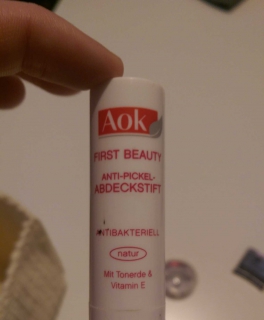 Aok
FIRST BEAUTY
ANTI-PICKEL-
ABDECKSTIFT
ANTIBAKTERIELL
natur
Mit Tonerde &
Vitamin E